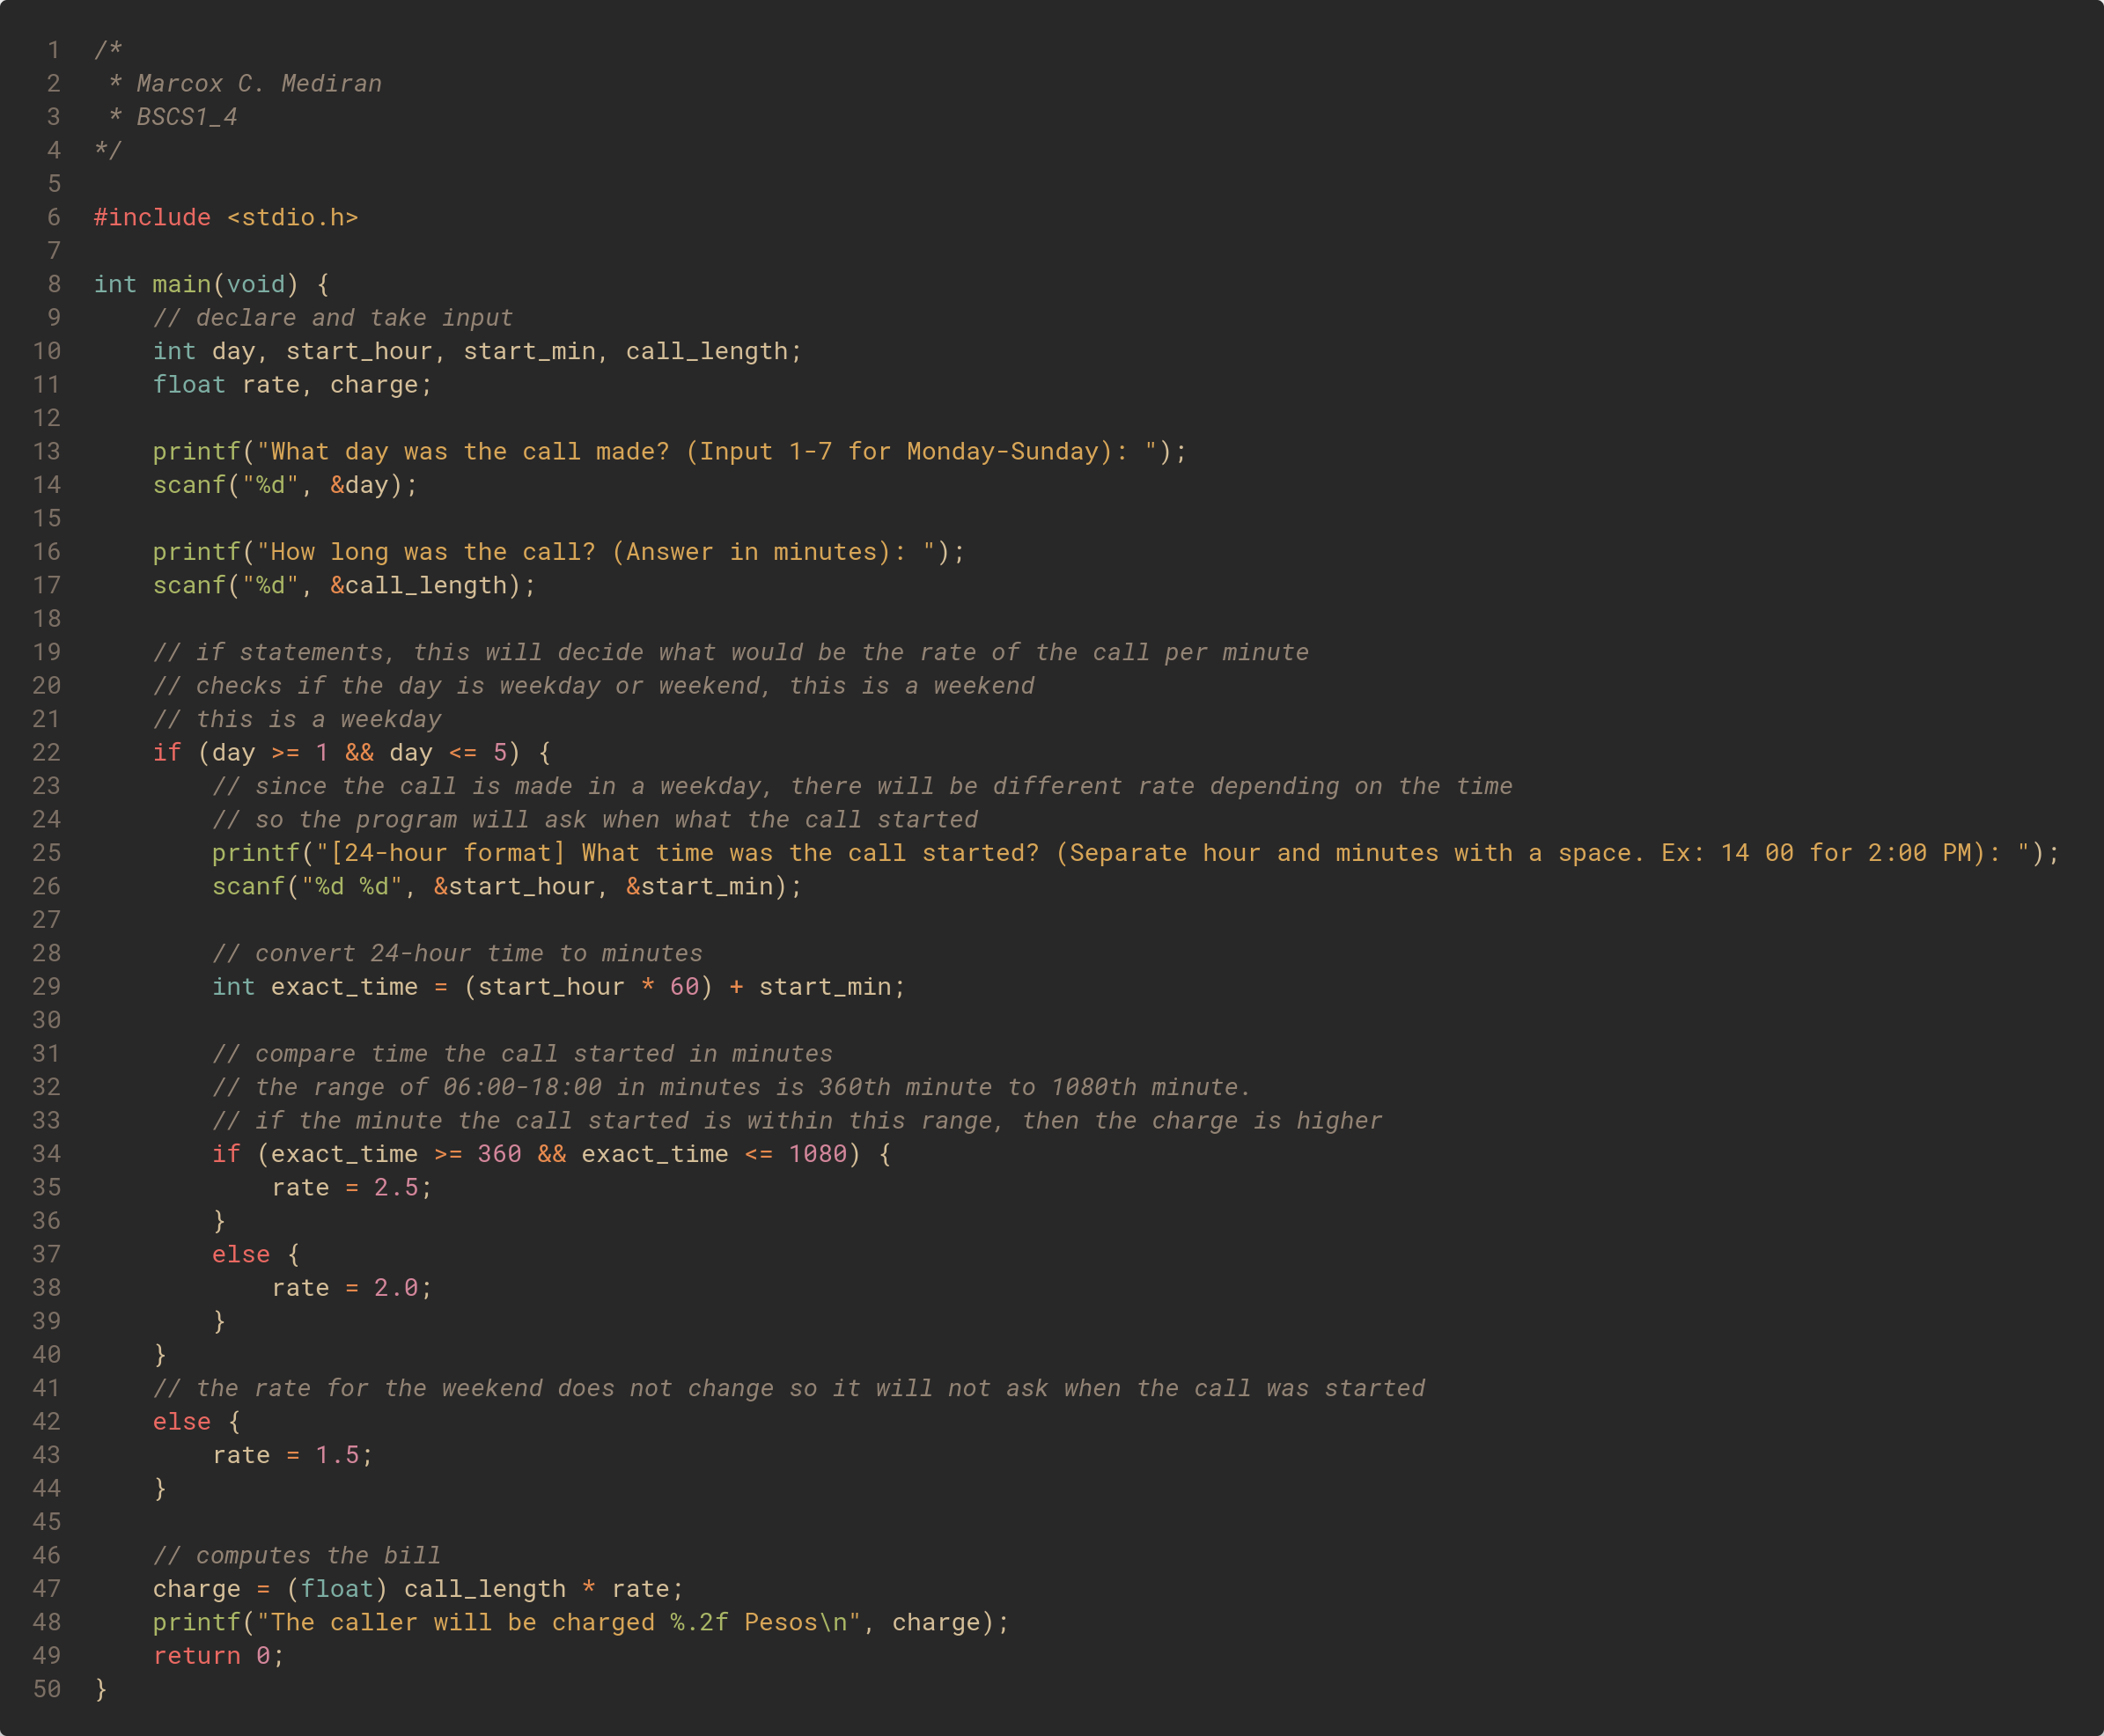 1 /*
2  * Marcox C. Mediran
3  * BSCS1_4
4 */
5
6 #include <stdio.h>
7
8 int main(void) {
9     // declare and take input
10     int day, start_hour, start_min, call_length;
11     float rate, charge;
12
13     printf("What day was the call made? (Input 1-7 for Monday-Sunday): ");
14     scanf("%d", &day);
15
16     printf("How long was the call? (Answer in minutes): ");
17     scanf("%d", &call_length);
18
19     // if statements, this will decide what would be the rate of the call per minute
20     // checks if the day is weekday or weekend, this is a weekend
21     // this is a weekday
22     if (day >= 1 && day <= 5) {
23         // since the call is made in a weekday, there will be different rate depending on the time
24         // so the program will ask when what the call started
25         printf("[24-hour format] What time was the call started? (Separate hour and minutes with a space. Ex: 14 00 for 2:00 PM): ");
26         scanf("%d %d", &start_hour, &start_min);
27
28         // convert 24-hour time to minutes
29         int exact_time = (start_hour * 60) + start_min;
30
31         // compare time the call started in minutes
32         // the range of 06:00-18:00 in minutes is 360th minute to 1080th minute.
33         // if the minute the call started is within this range, then the charge is higher
34         if (exact_time >= 360 && exact_time <= 1080) {
35             rate = 2.5;
36         }
37         else {
38             rate = 2.0;
39         }
40     }
41     // the rate for the weekend does not change so it will not ask when the call was started
42     else {
43         rate = 1.5;
44     }
45
46     // computes the bill
47     charge = (float) call_length * rate;
48     printf("The caller will be charged %.2f Pesos\n", charge);
49     return 0;
50 }